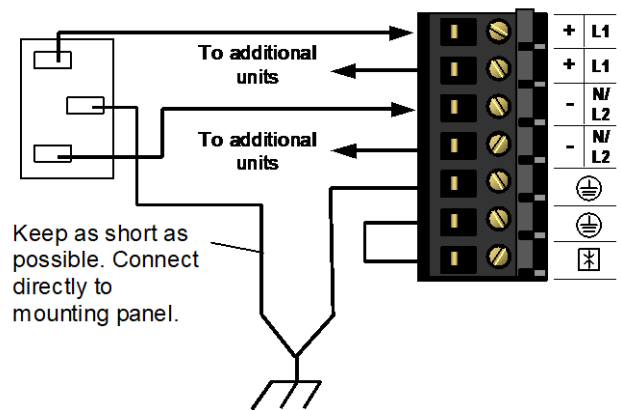 To additional
units
To additional
units
Keep as short as
possible. Connect
directly to
mounting panel.
+ L1
+ L1
- N/
L2
- N/
L2